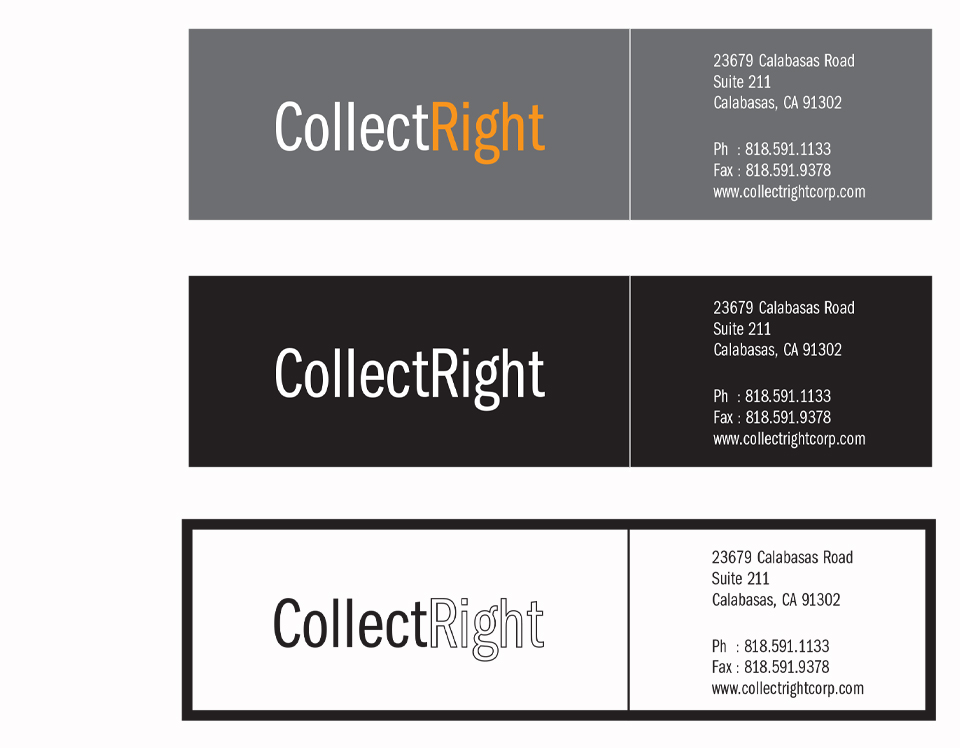 CollectRight
23679 Calabasas Road
Suite 211
Calabasas, CA 91302
Ph : 818.591.1133
Fax : 818.591.9378
www.collectrightcorp.com
CollectRight
23679 Calabasas Road
Suite 211
Calabasas, CA 91302
Ph : 818.591.1133
Fax : 818.591.9378
www.collectrightcorp.com
CollectRight
23679 Calabasas Road
Suite 211
Calabasas, CA 91302
Ph : 818.591.1133
Fax : 818.591.9378
www.collectrightcorp.com